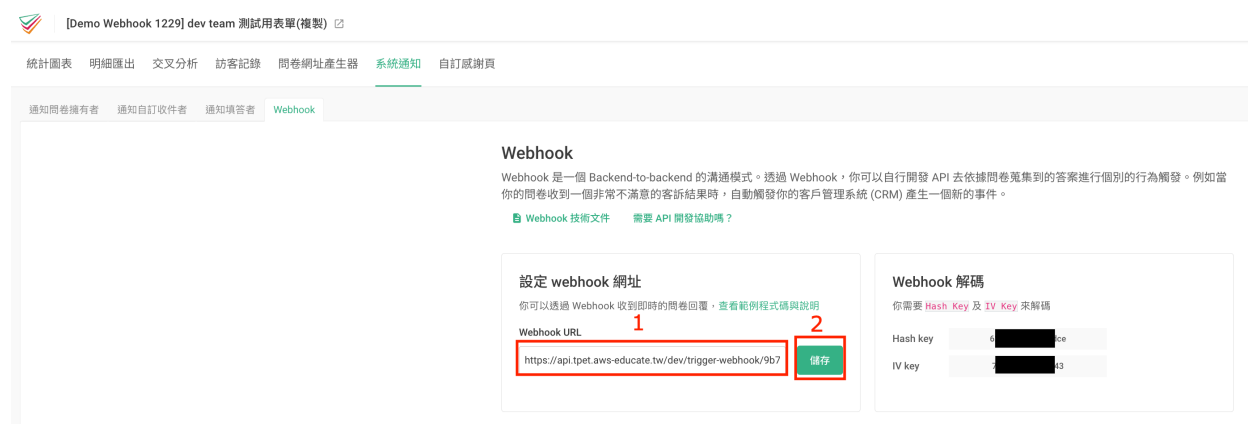 [Demo Webhook 1229] dev team 測試用表單(複製)
統計圖表 明細匯出 交叉分析 訪客記錄 問卷網址產生器 系統通知 自訂感謝頁
通知問卷擁有者 通知自訂收件者 通知填答者 Webhook
Webhook
Webhook 是一個 Backend-to-backend 的溝通模式。透過 Webhook，你可以自行開發 API 去依據問卷蒐集到的答案進行個別的行為觸發。例如當
你的問卷收到一個非常不滿意的客訴結果時，自動觸發你的客戶管理系統 (CRM) 產生一個新的事件。
Webhook 技術文件 需要 API 開發協助嗎？
設定 webhook 網址
你可以透過 Webhook 收到即時的問卷回覆，查看範例程式碼與說明
1 2
Webhook URL
https://api.tpet.aws-educate.tw/dev/trigger-webhook/9b7 儲存
Webhook 解碼
你需要 Hash Key 及 IV Key 來解碼
Hash key 6 dce
IV key 7 43